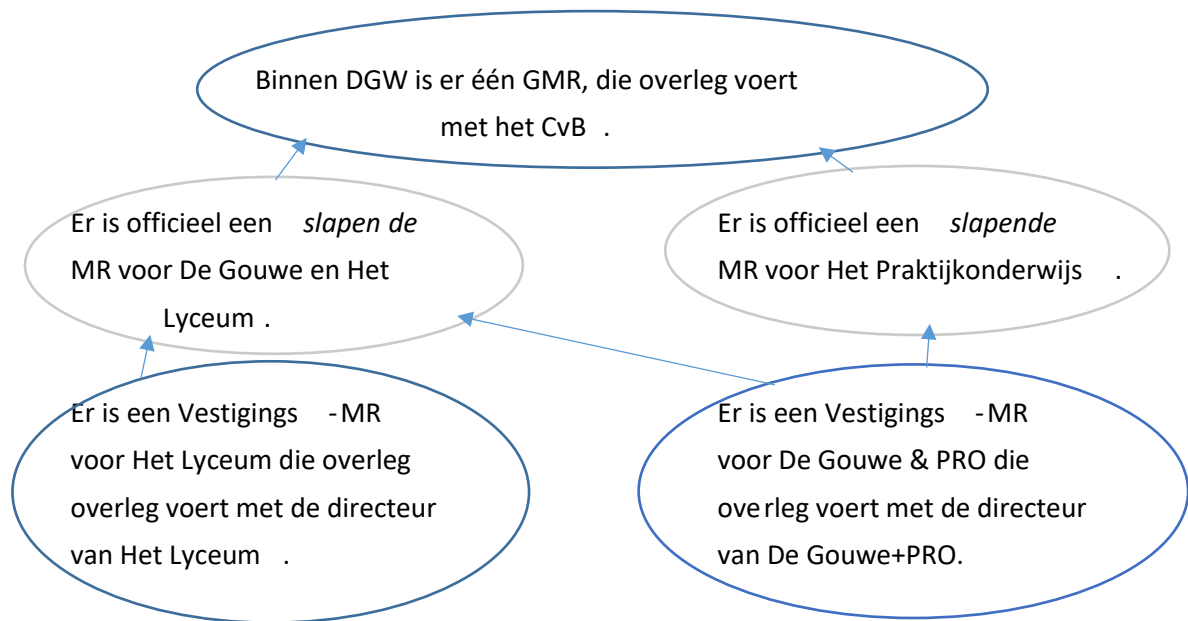 Binnen DGW is er één GMR, die overleg voert
met het CvB .
Er is officieel een slapen de
MR voor De Gouwe en Het
Lyceum .
Er is officieel een slapende
MR voor Het Praktijkonderwijs .
Er is een Vestigings -MR
voor Het Lyceum die overleg
overleg voert met de directeur
van Het Lyceum .
Er is een Vestigings -MR
voor De Gouwe & PRO die
ove rleg voert met de directeur
van De Gouwe+PRO.